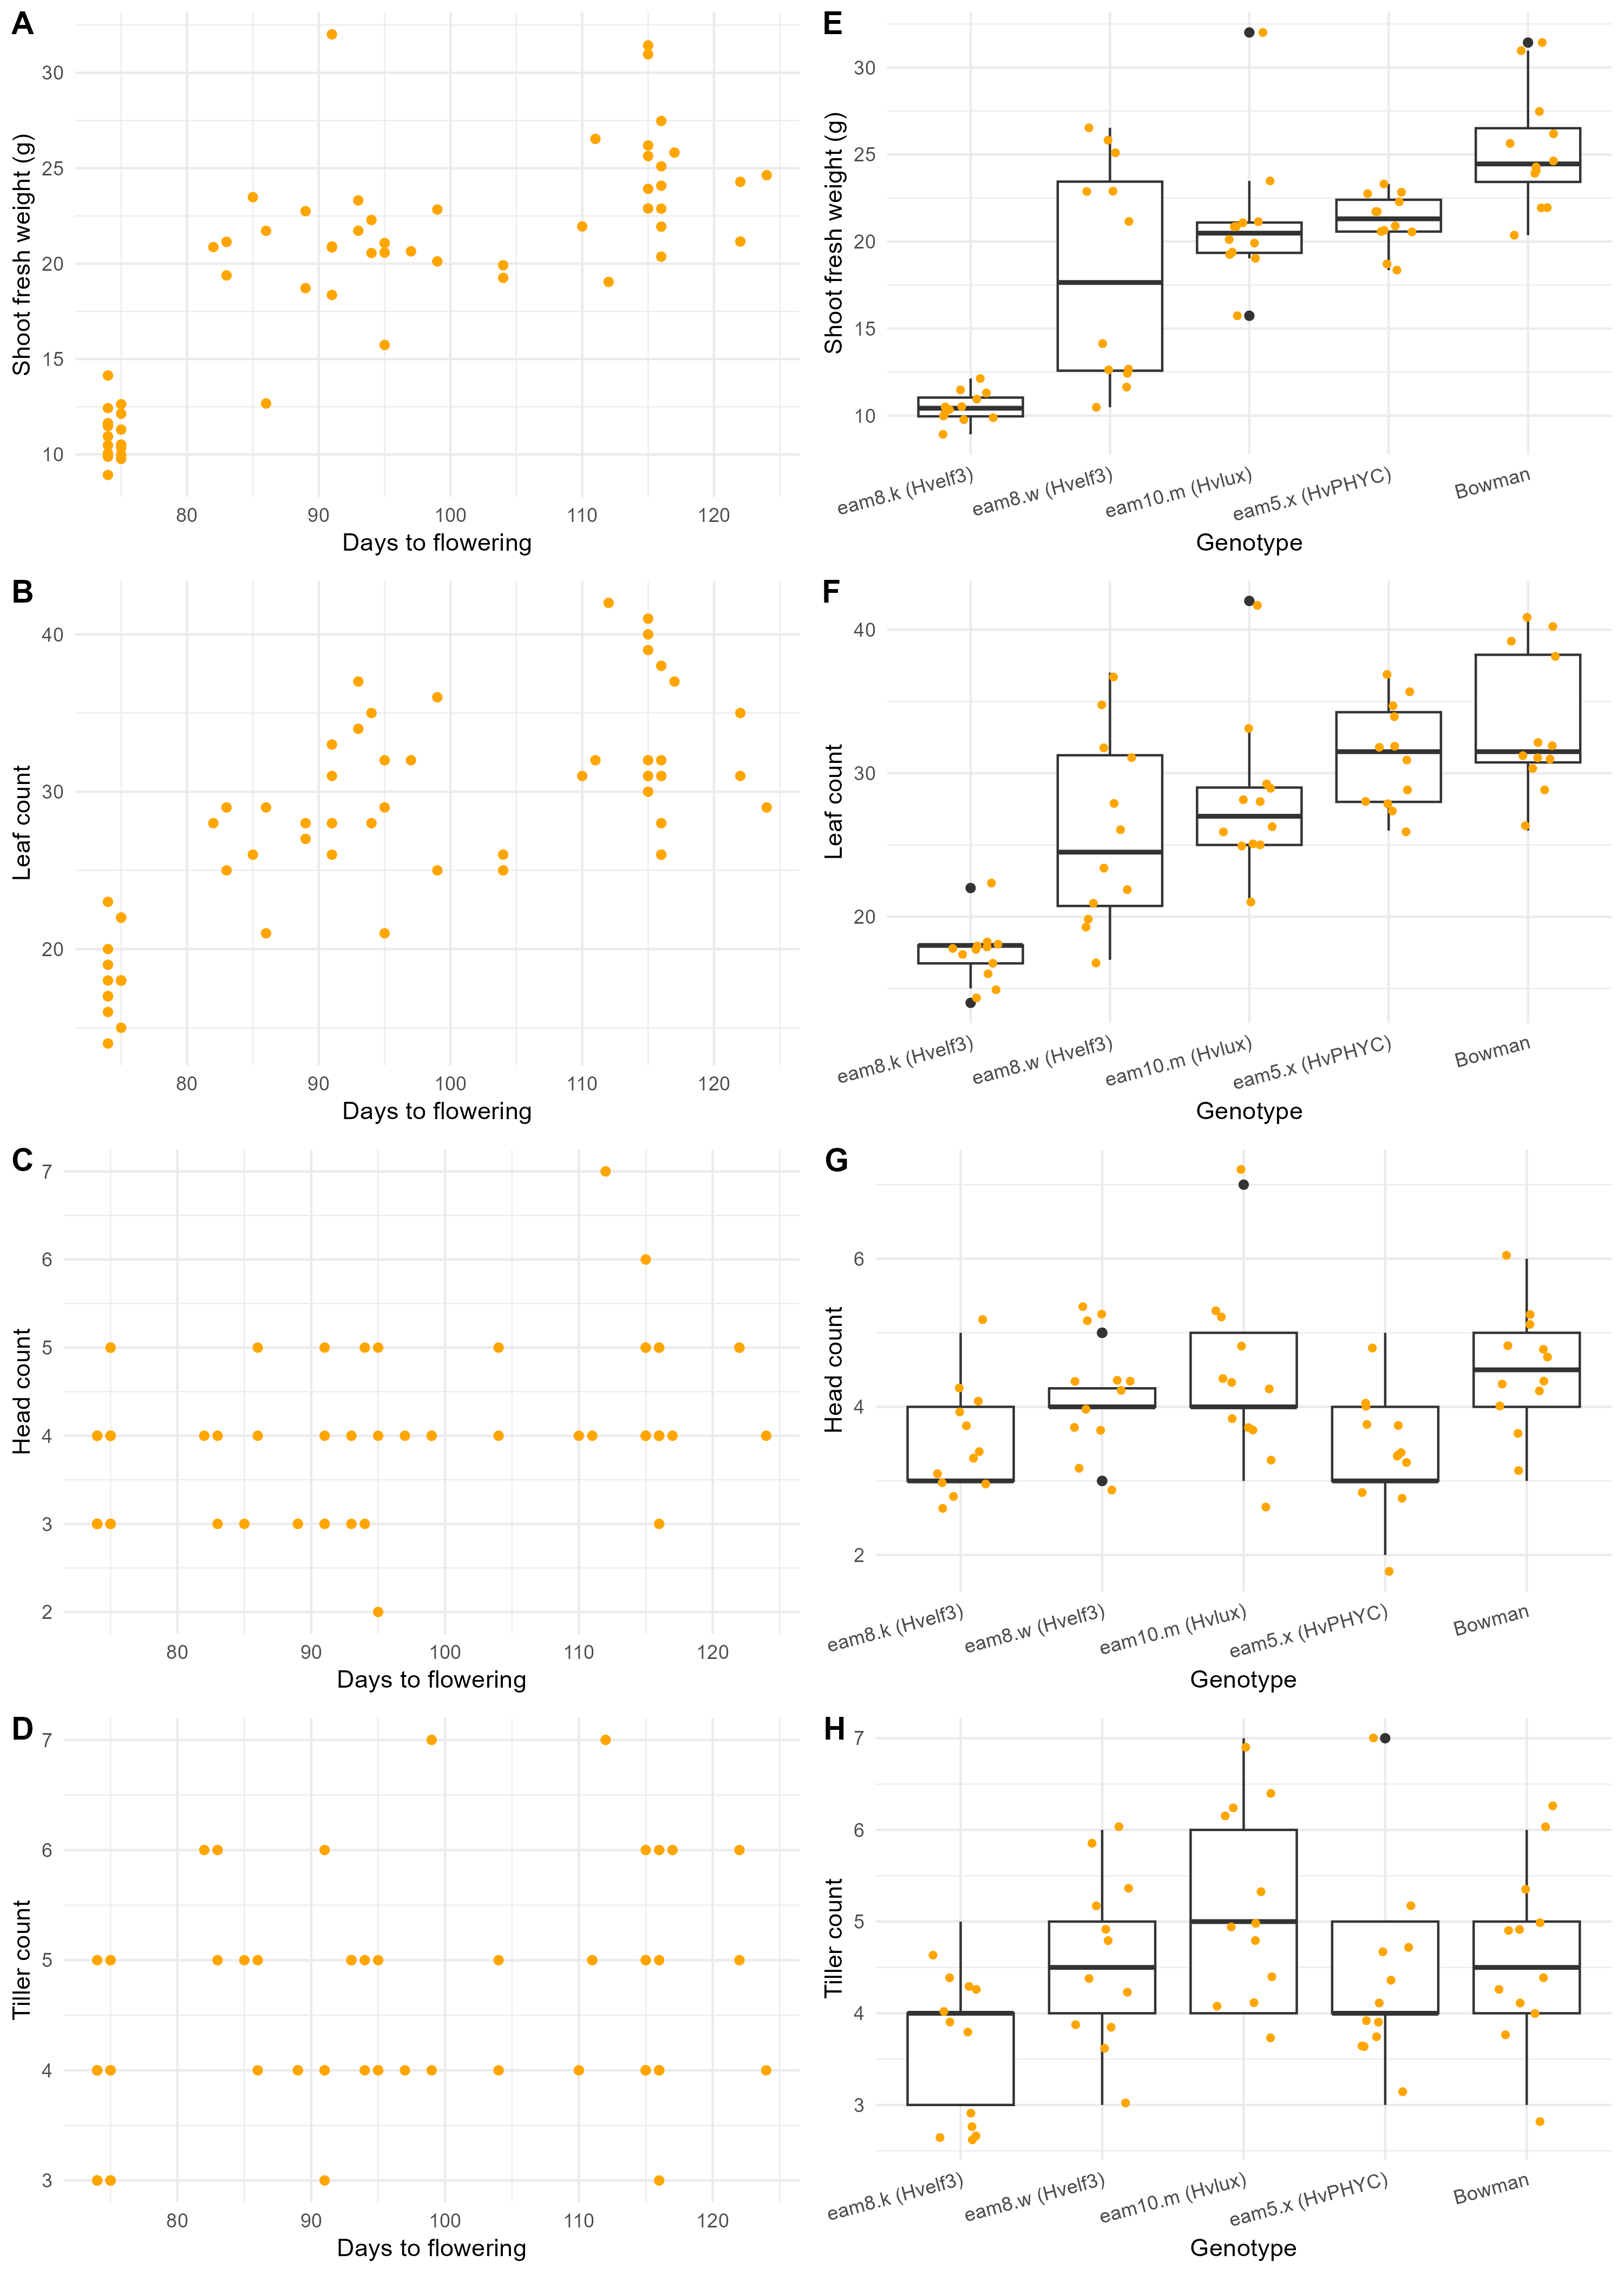 A
Shoot fresh weight (g)
30
25
20
15
10
80 90 100 110 120
Days to flowering
E
Shoot fresh weight (g)
30
25
20
15
10
eam8.k (Hvelf3) eam8.w (Hvelf3) eam10.m (Hvlux) eam5.x (HvPHYC) Bowman
Genotype
B
Leaf count
40
30
20
80 90 100 110 120
Days to flowering
F
Leaf count
40
30
20
eam8.k (Hvelf3) eam8.w (Hvelf3) eam10.m (Hvlux) eam5.x (HvPHYC) Bowman
Genotype
C
Head count
7
6
5
4
3
2
80 90 100 110 120
Days to flowering
G
Head count
6
4
2
eam8.k (Hvelf3) eam8.w (Hvelf3) eam10.m (Hvlux) eam5.x (HvPHYC) Bowman
Genotype
D
Tiller count
7
6
5
4
3
80 90 100 110 120
Days to flowering
H
Tiller count
7
6
5
4
3
eam8.k (Hvelf3) eam8.w (Hvelf3) eam10.m (Hvlux) eam5.x (HvPHYC) Bowman
Genotype